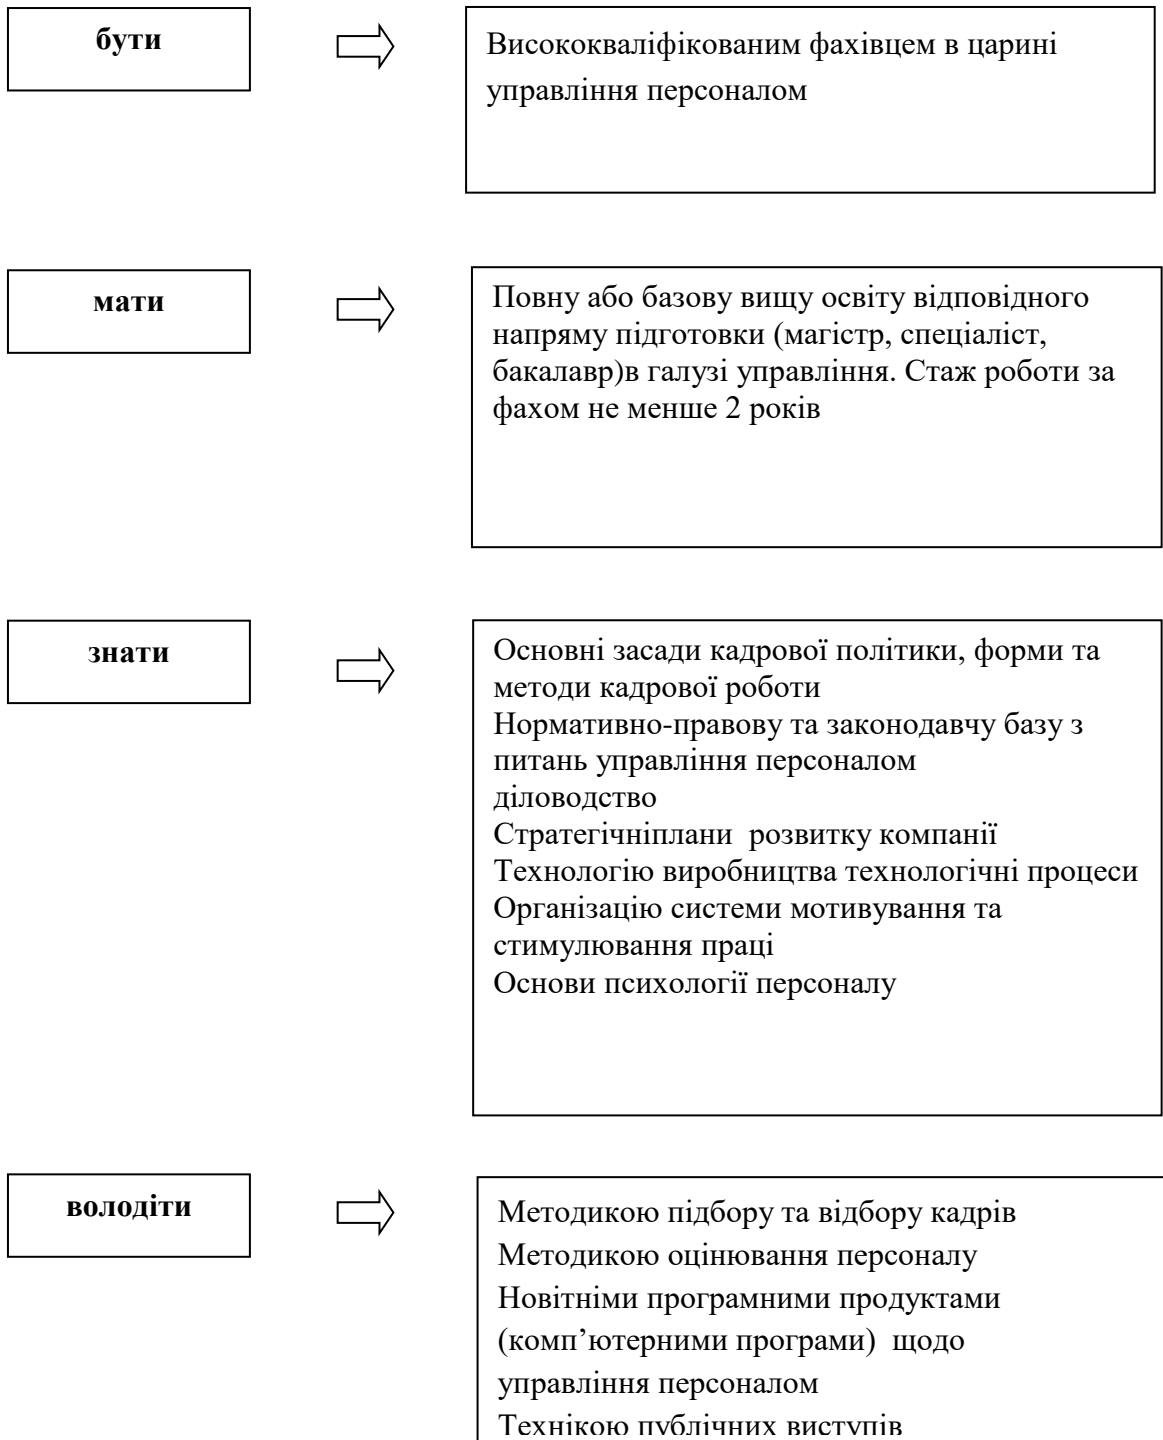 бути
Висококваліфікованим фахівцем в царині
управління персоналом
мати
Повну або базову вищу освіту відповідного
напряму підготовки (магістр, спеціаліст,
бакалавр)в галузі управління. Стаж роботи за
фахом не менше 2 років
знати
Основні засади кадрової політики, форми та
методи кадрової роботи
Нормативно-правову та законодавчу базу з
питань управління персоналом
діловодство
Стратегічніплани  розвитку компанії
Технологію виробництва технологічні процеси
Організацію системи мотивування та
стимулювання праці
Основи психології персоналу
володіти
Методикою підбору та відбору кадрів
Методикою оцінювання персоналу
Новітніми програмними продуктами
(комп’ютерними програми)  щодо
управління персоналом
Технікою публічних виступів